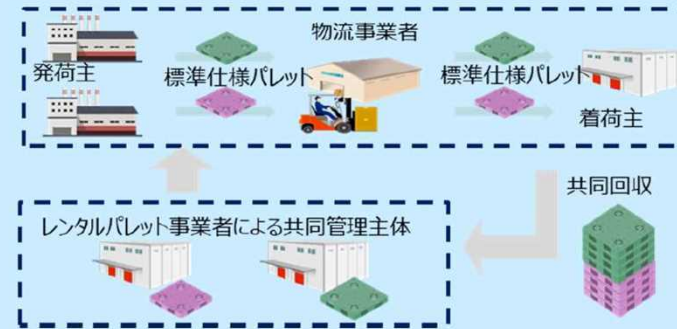 物流事業者
発荷主
標準仕様パレット
標準仕様パレット
着荷主
共同回収
レンタルパレット事業者による共同管理主体